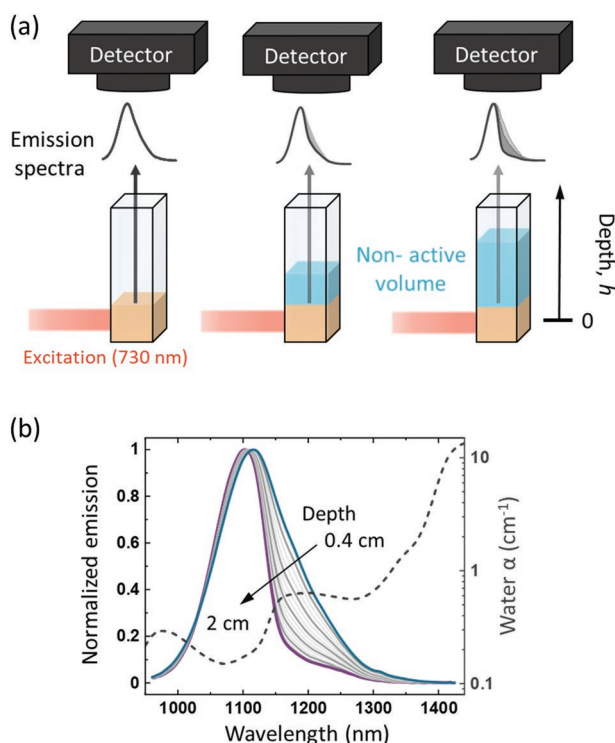 (a)
Detector
Detector
Detector
Emission
spectra
Non- active
volume
Depth, h
0
Excitation (730 nm)
(b)
Normalized emission
1
0.8
0.6
0.4
0.2
0
Depth
0.4 cm
2 cm
10
1
0.1
Water α (cm⁻¹)
1000
1100
1200
1300
1400
Wavelength (nm)